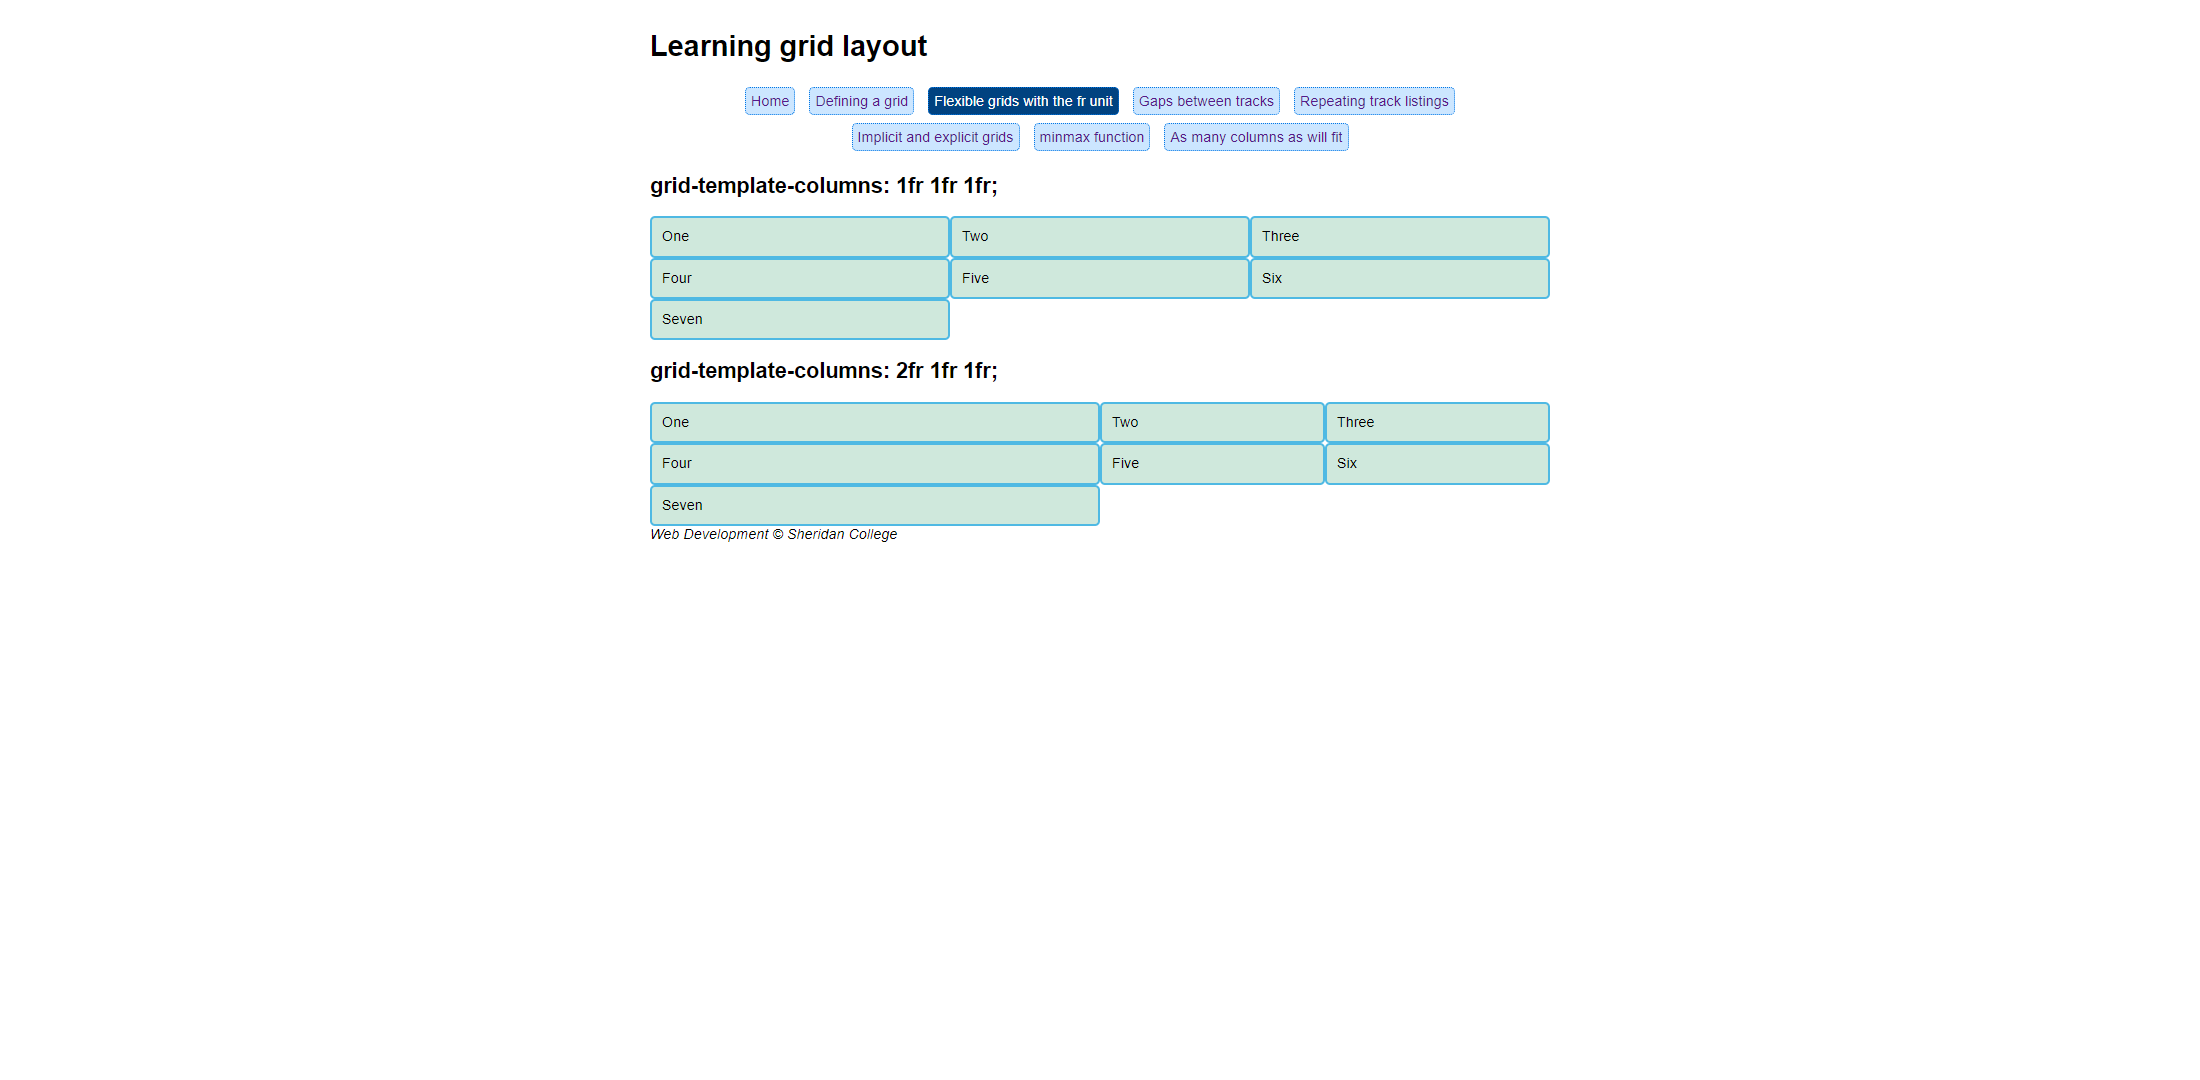 Learning grid layout
Home Defining a grid Flexible grids with the fr unit Gaps between tracks Repeating track listings
Implicit and explicit grids minmax function As many columns as will fit
grid-template-columns: 1fr 1fr 1fr;
One Two Three
Four Five Six
Seven
grid-template-columns: 2fr 1fr 1fr;
One Two Three
Four Five Six
Seven
Web Development © Sheridan College